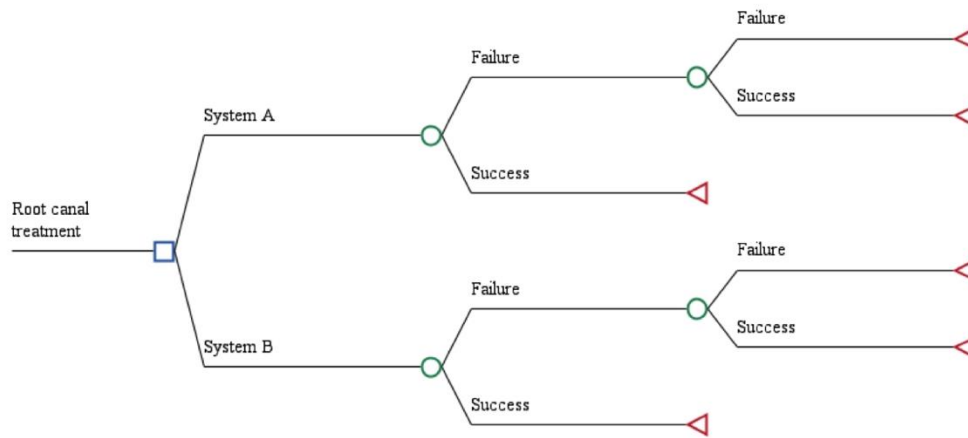 Failure
Failure
Success
System A
Success
Root canal
treatment
Failure
Failure
Success
System B
Success